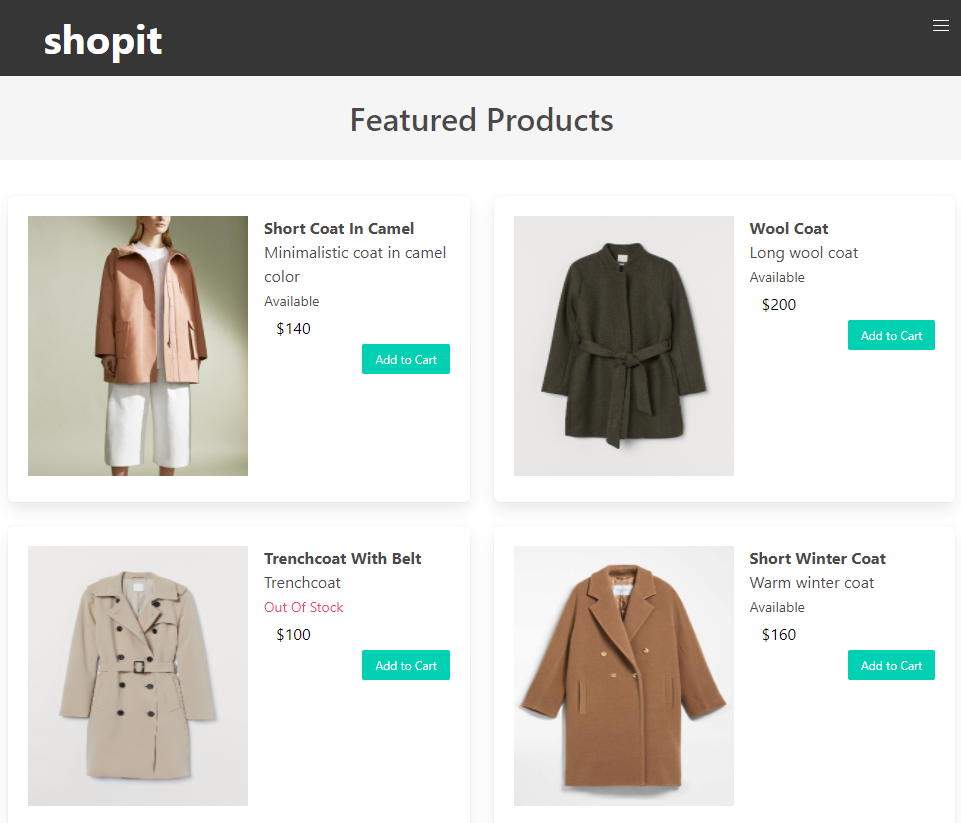 shopit
Featured Products
Short Coat In Camel
Minimalistic coat in camel
color
Available
$140
Add to Cart
Wool Coat
Long wool coat
Available
$200
Add to Cart
Trenchcoat With Belt
Trenchcoat
Out Of Stock
$100
Add to Cart
Short Winter Coat
Warm winter coat
Available
$160
Add to Cart